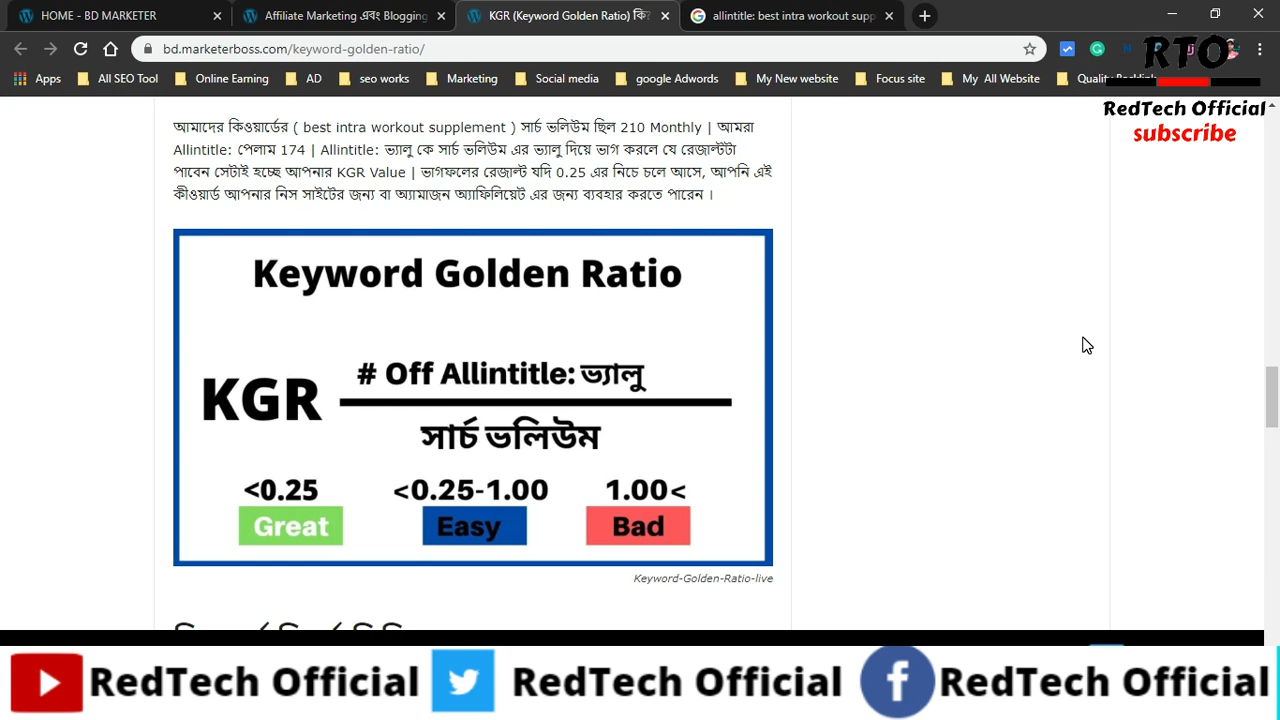 HOME - BD MARKETER
Affiliate Marketing এবং Blogging
KGR (Keyword Golden Ratio) কি?
allintitle: best intra workout supp
bd.marketerboss.com/keyword-golden-ratio/
Apps
All SEO Tool
Online Earning
AD
seo works
Marketing
Social media
google Adwords
My New website
Focus site
My All Website
Quality Backlink
RTO
RedTech Official
subscribe
আমাদের কিওয়ার্ডের ( best intra workout supplement ) সার্চ ভলিউম ছিল 210 Monthly | আমরা
Allintitle: পেলাম 174 | Allintitle: ভ্যালু কে সার্চ ভলিউম এর ভ্যালু দিয়ে ভাগ করলে যে রেজাল্টটা
পাবেন সেটাই হচ্ছে আপনার KGR Value | ভাগফলের রেজাল্ট যদি 0.25 এর নিচে চলে আসে, আপনি এই
কীওয়ার্ড আপনার নিস সাইটের জন্য বা অ্যামাজন অ্যাফিলিয়েট এর জন্য ব্যবহার করতে পারেন ।
Keyword Golden Ratio
# Off Allintitle: ভ্যালু
KGR
সার্চ ভলিউম
<0.25 <0.25-1.00 1.00<
Great Easy Bad
Keyword-Golden-Ratio-live
RedTech Official RedTech Official RedTech Official